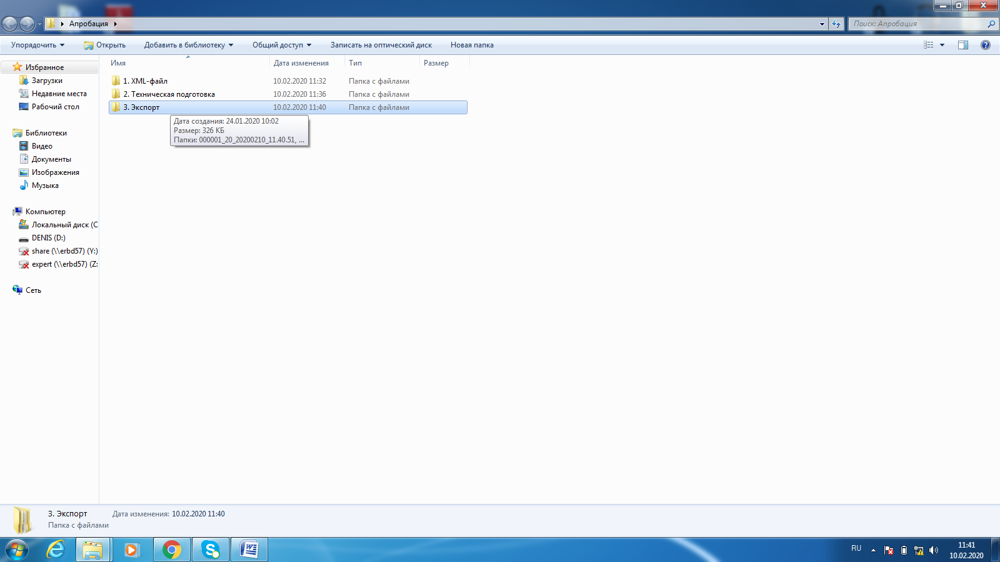 Апробация
Поиск: Апробация
Упорядочить Открыть Добавить в библиотеку Общий доступ Записать на оптический диск Новая папка
Имя Дата изменения Тип Размер
1. XML-файл 10.02.2020 11:32 Папка с файлами
2. Техническая подготовка 10.02.2020 11:36 Папка с файлами
3. Экспорт 10.02.2020 11:40 Папка с файлами
Дата создания: 24.01.2020 10:02
Размер: 326 КБ
Папки: 000001_20_20200210_11.40.51, ...
Избранное
Загрузки
Недавние места
Рабочий стол
Библиотеки
Видео
Документы
Изображения
Музыка
Компьютер
Локальный диск (C
DENIS (D:)
share (\\erbd57) (Y:)
expert (\\erbd57) (Z:
Сеть
3. Экспорт Дата изменения: 10.02.2020 11:40
Папка с файлами
RU
11:41
10.02.2020